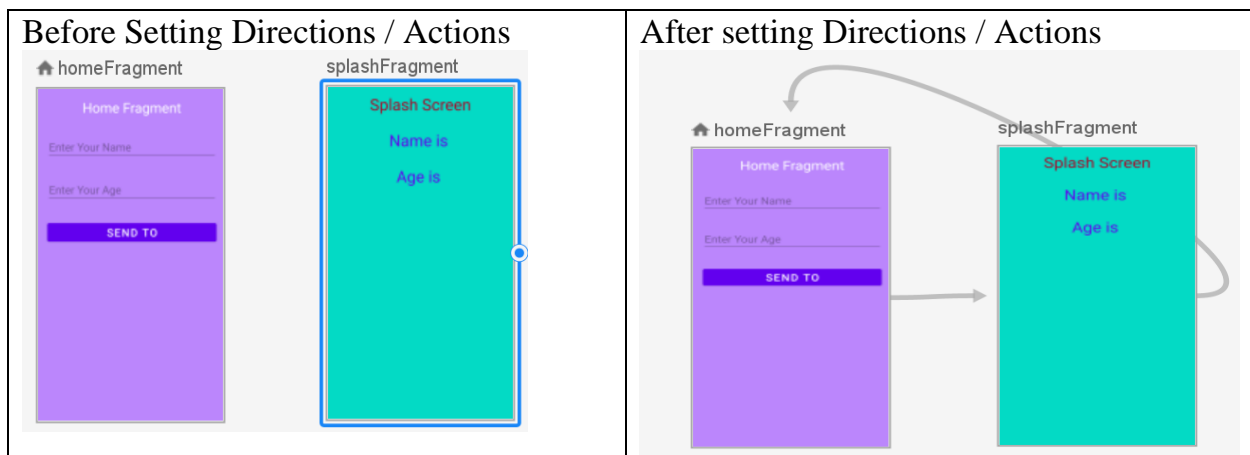 Before Setting Directions / Actions
homeFragment
splashFragment
Home Fragment
Enter Your Name
Enter Your Age
SEND TO
Splash Screen
Name is
Age is
After setting Directions / Actions
homeFragment
splashFragment
Home Fragment
Enter Your Name
Enter Your Age
SEND TO
Splash Screen
Name is
Age is